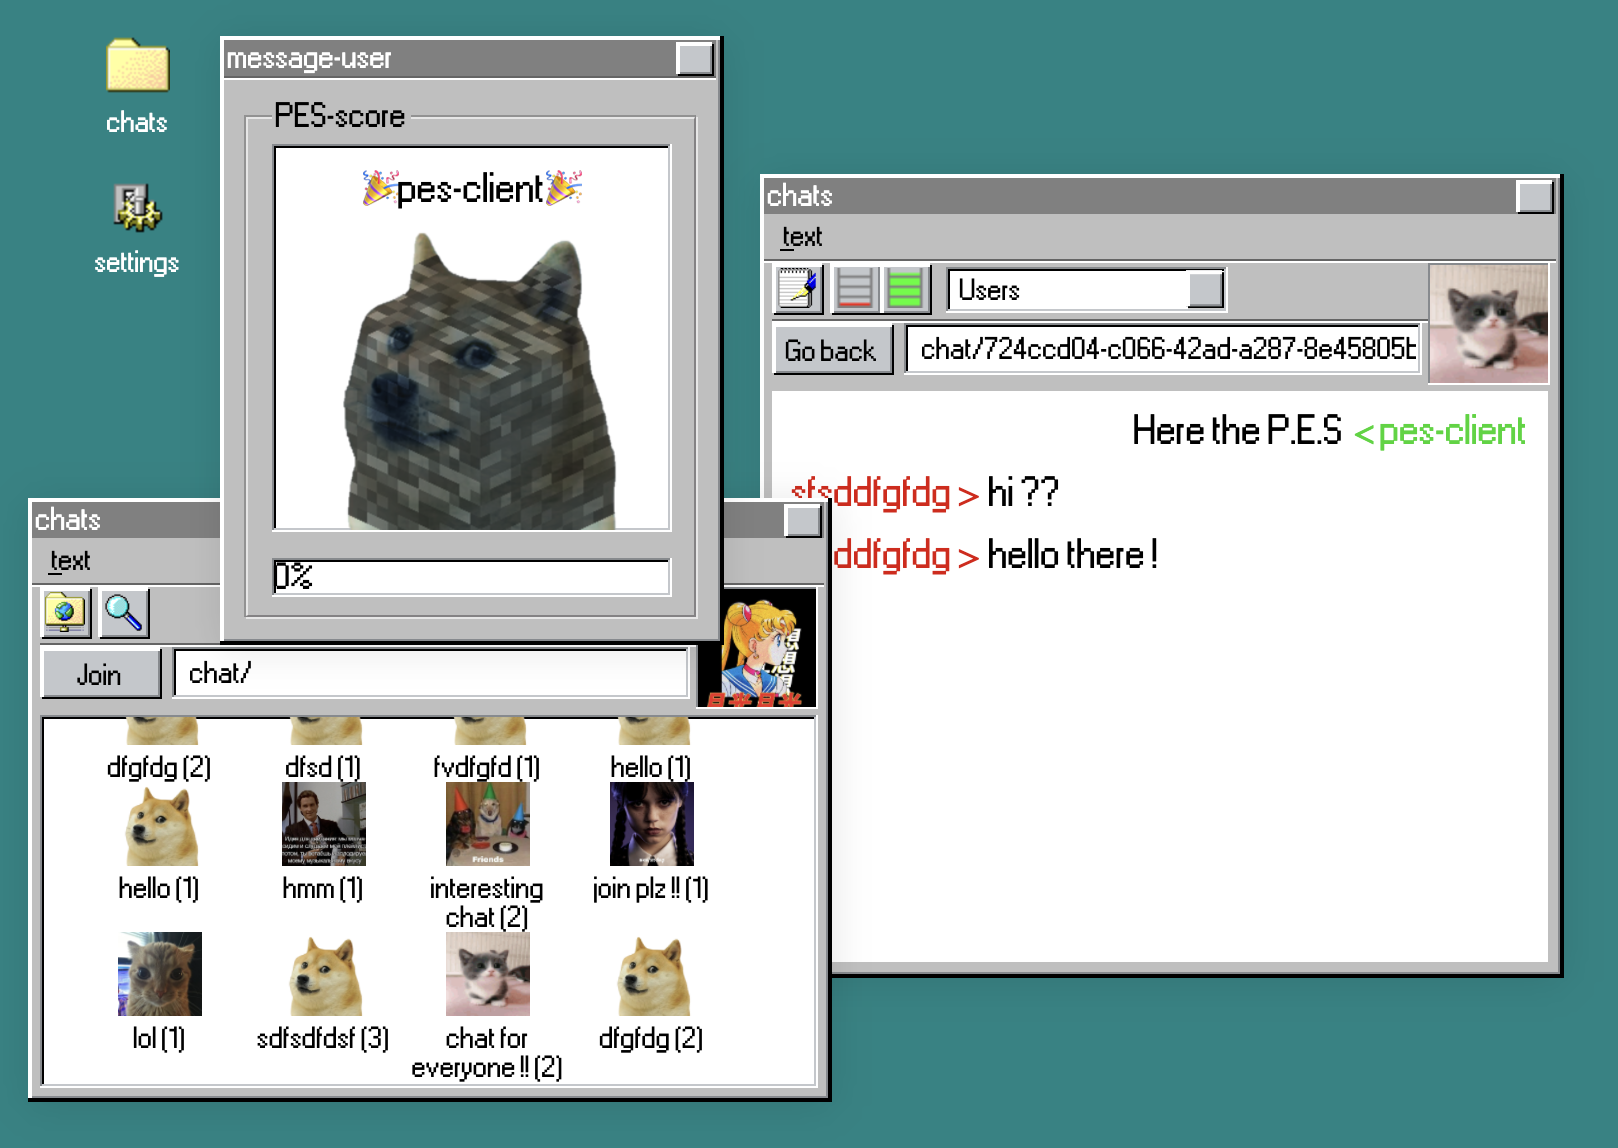 chats
settings
message-user
PES-score
🎉pes-client🎉
0%
chats
text
Users
Go back
chat/724ccd04-c066-42ad-a287-8e45805b
Here the P.E.S <pes-client
sfsddfgfdg > hi ??
ddfgfdg > hello there !
chats
text
Join
chat/
dfgfdg (2)
dfsd (1)
fvdfgfd (1)
hello (1)
hello (1)
hmm (1)
Friends
interesting
chat (2)
join plz !! (1)
lol (1)
sdfsdfdsf (3)
chat for
everyone !! (2)
dfgfdg (2)